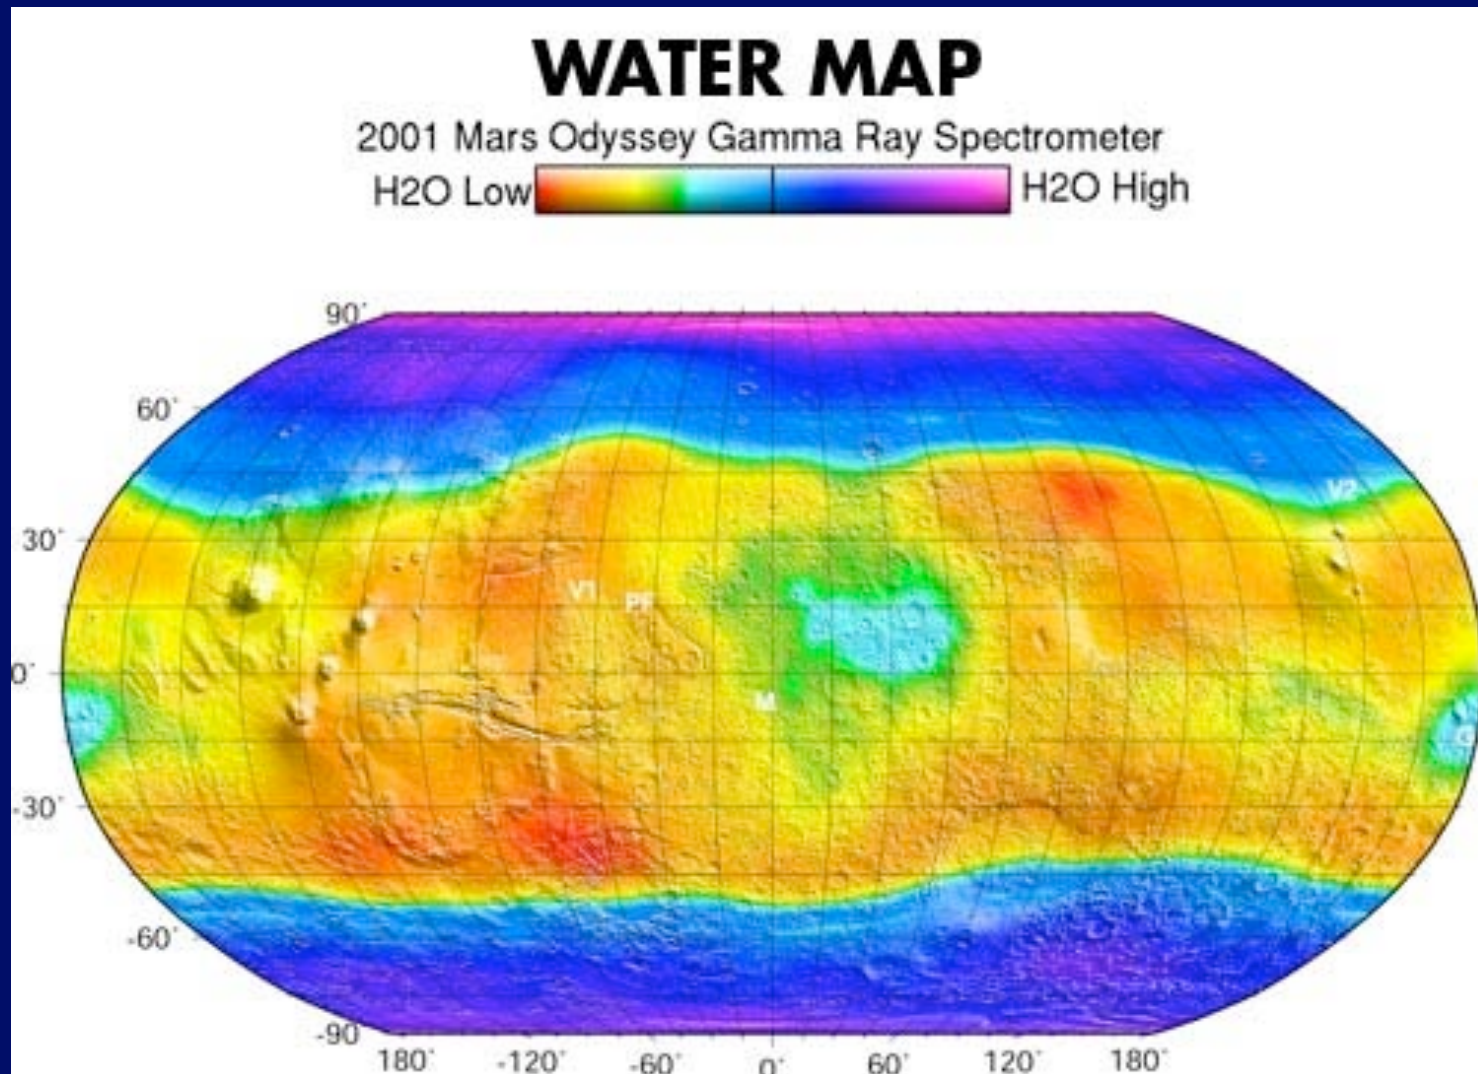 WATER MAP
2001 Mars Odyssey Gamma Ray Spectrometer
H2O Low H2O High
90°
60°
V2
30°
V1 PF
0°
M
G
-30°
-60°
-90
180° -120° -60° 0° 60° 120° 180°